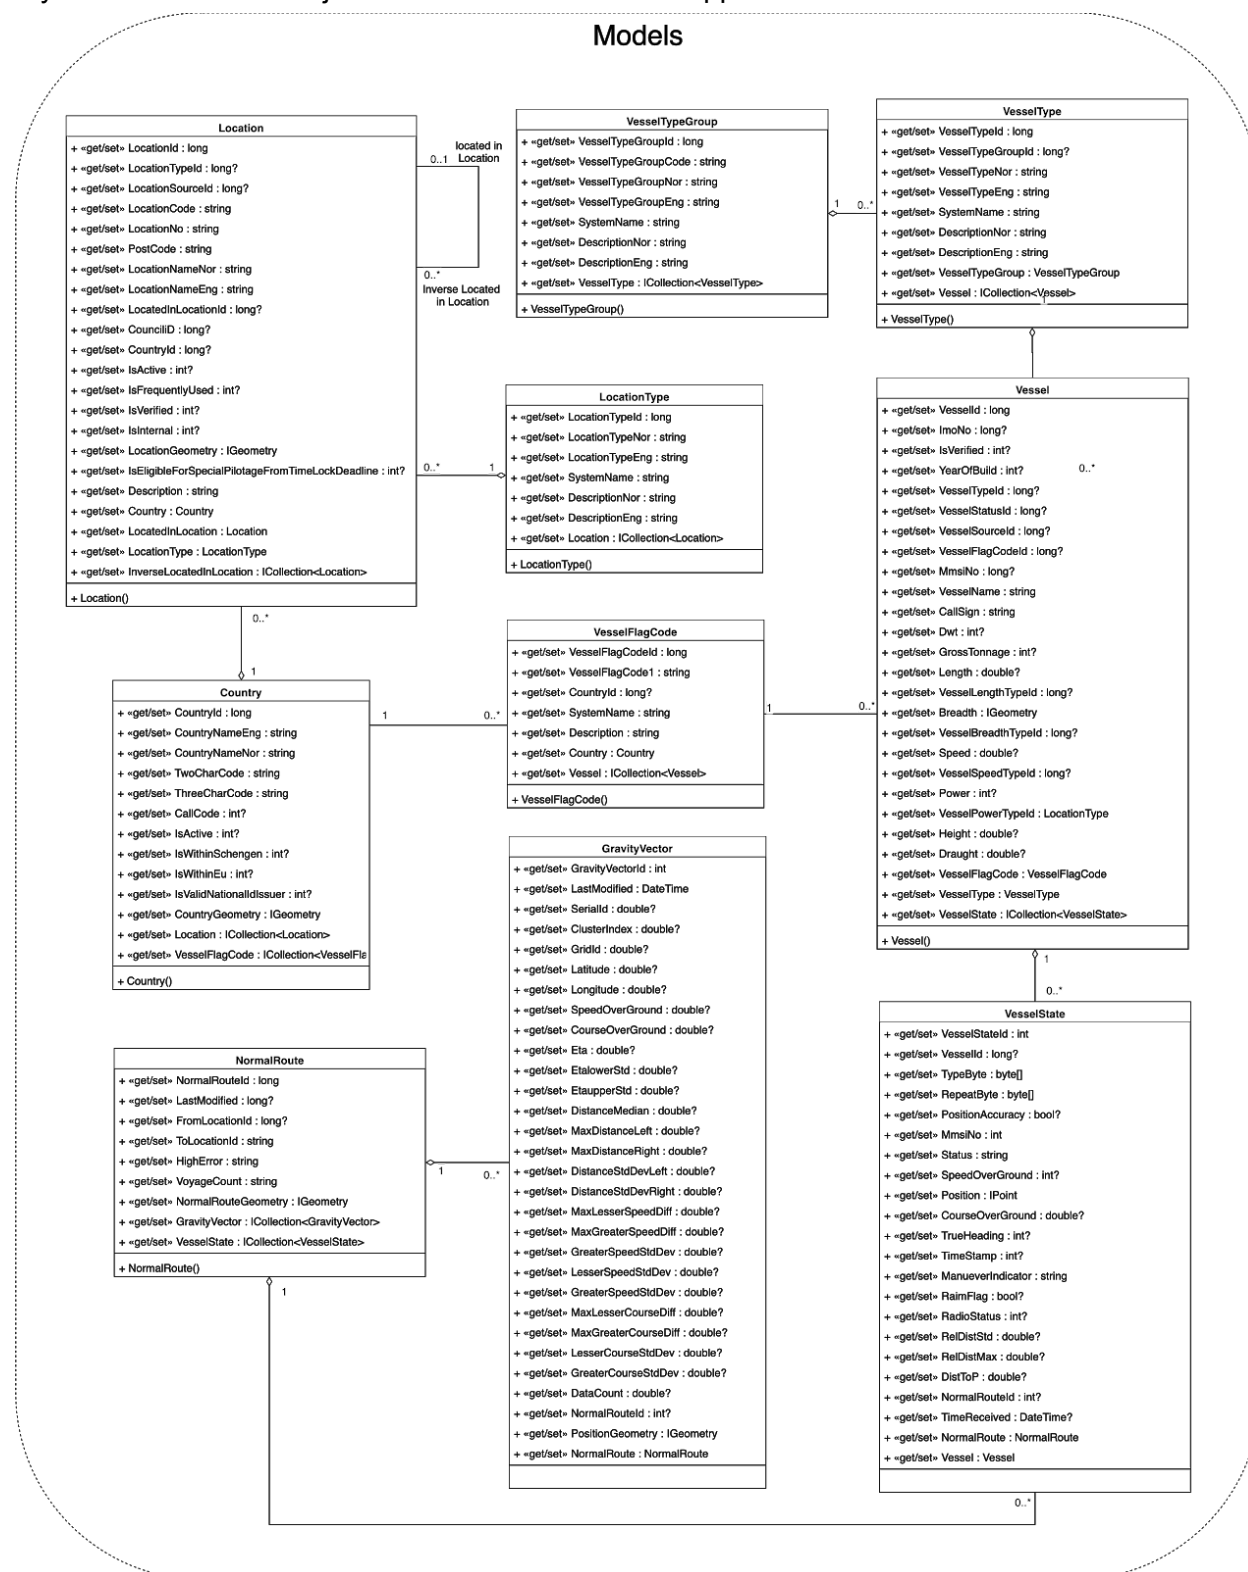 Models
Location
+ «get/set» LocationId : long
+ «get/set» LocationTypeId : long?
+ «get/set» LocationSourceId : long?
+ «get/set» LocationCode : string
+ «get/set» LocationNo : string
+ «get/set» PostCode : string
+ «get/set» LocationNameNor : string
+ «get/set» LocationNameEng : string
+ «get/set» LocatedInLocationId : long?
+ «get/set» CounciliD : long?
+ «get/set» CountryId : long?
+ «get/set» IsActive : int?
+ «get/set» IsFrequentlyUsed : int?
+ «get/set» IsVerified : int?
+ «get/set» IsInternal : int?
+ «get/set» LocationGeometry : IGeometry
+ «get/set» IsEligibleForSpecialPilotageFromTimeLockDeadline : int?
+ «get/set» Description : string
+ «get/set» Country : Country
+ «get/set» LocatedInLocation : Location
+ «get/set» LocationType : LocationType
+ «get/set» InverseLocatedInLocation : ICollection<Location>
+ Location()
located in
Location
0..1
0..*
Inverse Located
in Location
VesselTypeGroup
+ «get/set» VesselTypeGroupId : long
+ «get/set» VesselTypeGroupCode : string
+ «get/set» VesselTypeGroupNor : string
+ «get/set» VesselTypeGroupEng : string
+ «get/set» SystemName : string
+ «get/set» DescriptionNor : string
+ «get/set» DescriptionEng : string
+ «get/set» VesselType : ICollection<VesselType>
+ VesselTypeGroup()
1
0..*
VesselType
+ «get/set» VesselTypeId : long
+ «get/set» VesselTypeGroupId : long?
+ «get/set» VesselTypeNor : string
+ «get/set» VesselTypeEng : string
+ «get/set» SystemName : string
+ «get/set» DescriptionNor : string
+ «get/set» DescriptionEng : string
+ «get/set» VesselTypeGroup : VesselTypeGroup
+ «get/set» Vessel : ICollection<Vessel>
1
+ VesselType()
LocationType
+ «get/set» LocationTypeId : long
+ «get/set» LocationTypeNor : string
+ «get/set» LocationTypeEng : string
+ «get/set» SystemName : string
+ «get/set» DescriptionNor : string
+ «get/set» DescriptionEng : string
+ «get/set» Location : ICollection<Location>
+ LocationType()
0..*
1
Vessel
+ «get/set» VesselId : long
+ «get/set» ImoNo : long?
+ «get/set» IsVerified : int?
+ «get/set» YearOfBuild : int?
0..*
+ «get/set» VesselTypeId : long?
+ «get/set» VesselStatusId : long?
+ «get/set» VesselSourceId : long?
+ «get/set» VesselFlagCodeId : long?
+ «get/set» MmsiNo : long?
+ «get/set» VesselName : string
+ «get/set» CallSign : string
+ «get/set» Dwt : int?
+ «get/set» GrossTonnage : int?
+ «get/set» Length : double?
+ «get/set» VesselLengthTypeId : long?
+ «get/set» Breadth : IGeometry
+ «get/set» VesselBreadthTypeId : long?
+ «get/set» Speed : double?
+ «get/set» VesselSpeedTypeId : long?
+ «get/set» Power : int?
+ «get/set» VesselPowerTypeId : LocationType
+ «get/set» Height : double?
+ «get/set» Draught : double?
+ «get/set» VesselFlagCode : VesselFlagCode
+ «get/set» VesselType : VesselType
+ «get/set» VesselState : ICollection<VesselState>
+ Vessel()
0..*
1
VesselFlagCode
+ «get/set» VesselFlagCodeId : long
+ «get/set» VesselFlagCode1 : string
+ «get/set» CountryId : long?
+ «get/set» SystemName : string
+ «get/set» Description : string
+ «get/set» Country : Country
+ «get/set» Vessel : ICollection<Vessel>
+ VesselFlagCode()
1
0..*
1
0..*
Country
+ «get/set» CountryId : long
+ «get/set» CountryNameEng : string
+ «get/set» CountryNameNor : string
+ «get/set» TwoCharCode : string
+ «get/set» ThreeCharCode : string
+ «get/set» CallCode : int?
+ «get/set» IsActive : int?
+ «get/set» IsWithinSchengen : int?
+ «get/set» IsWithinEu : int?
+ «get/set» IsValidNationalIdIssuer : int?
+ «get/set» CountryGeometry : IGeometry
+ «get/set» Location : ICollection<Location>
+ «get/set» VesselFlagCode : ICollection<VesselFla
+ Country()
GravityVector
+ «get/set» GravityVectorId : int
+ «get/set» LastModified : DateTime
+ «get/set» SerialId : double?
+ «get/set» ClusterIndex : double?
+ «get/set» GridId : double?
+ «get/set» Latitude : double?
+ «get/set» Longitude : double?
+ «get/set» SpeedOverGround : double?
+ «get/set» CourseOverGround : double?
+ «get/set» Eta : double?
+ «get/set» EtalowerStd : double?
+ «get/set» EtaupperStd : double?
+ «get/set» DistanceMedian : double?
+ «get/set» MaxDistanceLeft : double?
+ «get/set» MaxDistanceRight : double?
+ «get/set» DistanceStdDevLeft : double?
+ «get/set» DistanceStdDevRight : double?
+ «get/set» MaxLesserSpeedDiff : double?
+ «get/set» MaxGreaterSpeedDiff : double?
+ «get/set» GreaterSpeedStdDev : double?
+ «get/set» LesserSpeedStdDev : double?
+ «get/set» GreaterSpeedStdDev : double?
+ «get/set» MaxLesserCourseDiff : double?
+ «get/set» MaxGreaterCourseDiff : double?
+ «get/set» LesserCourseStdDev : double?
+ «get/set» GreaterCourseStdDev : double?
+ «get/set» DataCount : double?
+ «get/set» NormalRouteId : int?
+ «get/set» PositionGeometry : IGeometry
+ «get/set» NormalRoute : NormalRoute
1
0..*
VesselState
+ «get/set» VesselStateId : int
+ «get/set» VesselId : long?
+ «get/set» TypeByte : byte[]
+ «get/set» RepeatByte : byte[]
+ «get/set» PositionAccuracy : bool?
+ «get/set» MmsiNo : int
+ «get/set» Status : string
+ «get/set» SpeedOverGround : int?
+ «get/set» Position : IPoint
+ «get/set» CourseOverGround : double?
+ «get/set» TrueHeading : int?
+ «get/set» TimeStamp : int?
+ «get/set» ManueverIndicator : string
+ «get/set» RaimFlag : bool?
+ «get/set» RadioStatus : int?
+ «get/set» RelDistStd : double?
+ «get/set» RelDistMax : double?
+ «get/set» DistToP : double?
+ «get/set» NormalRouteId : int?
+ «get/set» TimeReceived : DateTime?
+ «get/set» NormalRoute : NormalRoute
+ «get/set» Vessel : Vessel
0..*
NormalRoute
+ «get/set» NormalRouteId : long
+ «get/set» LastModified : long?
+ «get/set» FromLocationId : long?
+ «get/set» ToLocationId : string
+ «get/set» HighError : string
+ «get/set» VoyageCount : string
+ «get/set» NormalRouteGeometry : IGeometry
+ «get/set» GravityVector : ICollection<GravityVector>
+ «get/set» VesselState : ICollection<VesselState>
+ NormalRoute()
1
0..*
1